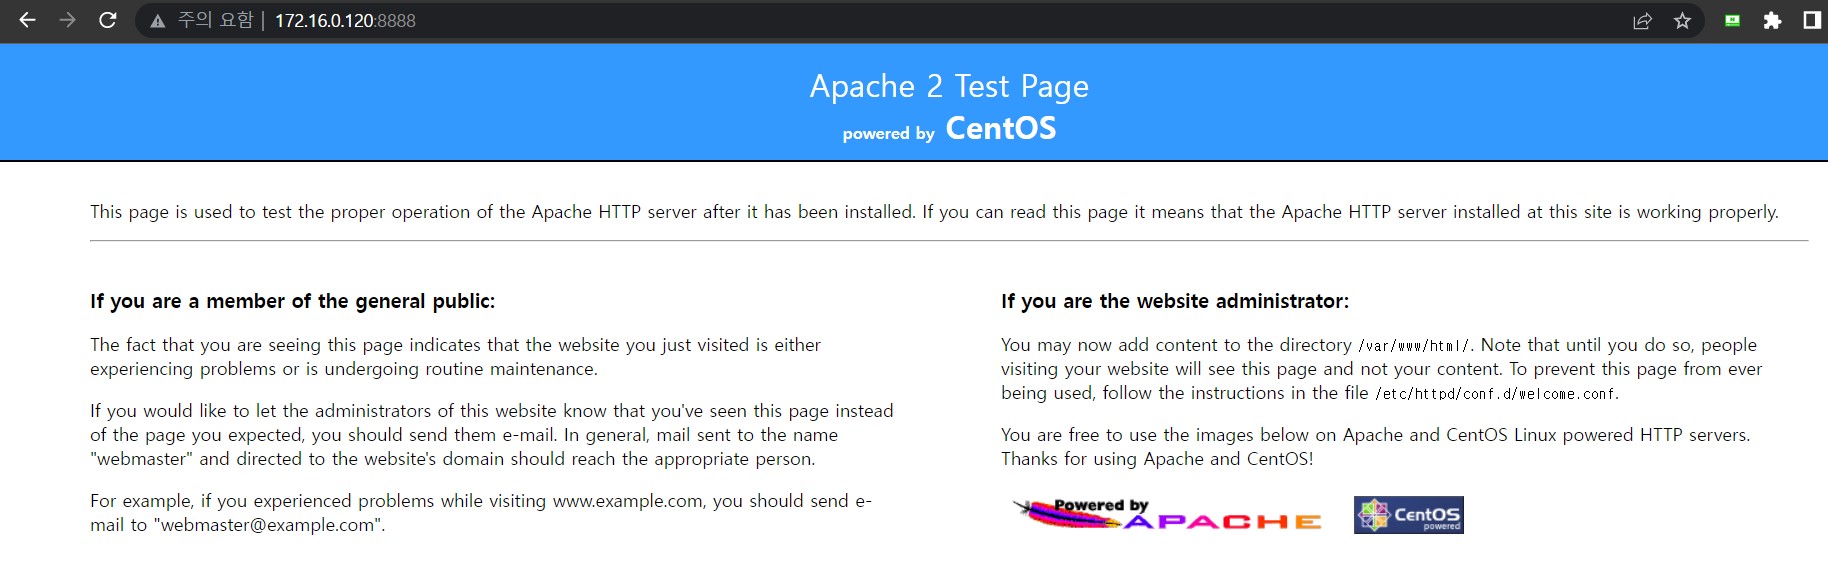 주의 요함 | 172.16.0.120:8888
Apache 2 Test Page
powered by CentOS
This page is used to test the proper operation of the Apache HTTP server after it has been installed. If you can read this page it means that the Apache HTTP server installed at this site is working properly.
If you are a member of the general public:
The fact that you are seeing this page indicates that the website you just visited is either
experiencing problems or is undergoing routine maintenance.
If you would like to let the administrators of this website know that you've seen this page instead
of the page you expected, you should send them e-mail. In general, mail sent to the name
"webmaster" and directed to the website's domain should reach the appropriate person.
For example, if you experienced problems while visiting www.example.com, you should send e-
mail to "webmaster@example.com".
If you are the website administrator:
You may now add content to the directory /var/www/html/. Note that until you do so, people
visiting your website will see this page and not your content. To prevent this page from ever
being used, follow the instructions in the file /etc/httpd/conf.d/welcome.conf.
You are free to use the images below on Apache and CentOS Linux powered HTTP servers.
Thanks for using Apache and CentOS!
Powered by
APACHE
CentOS
powered